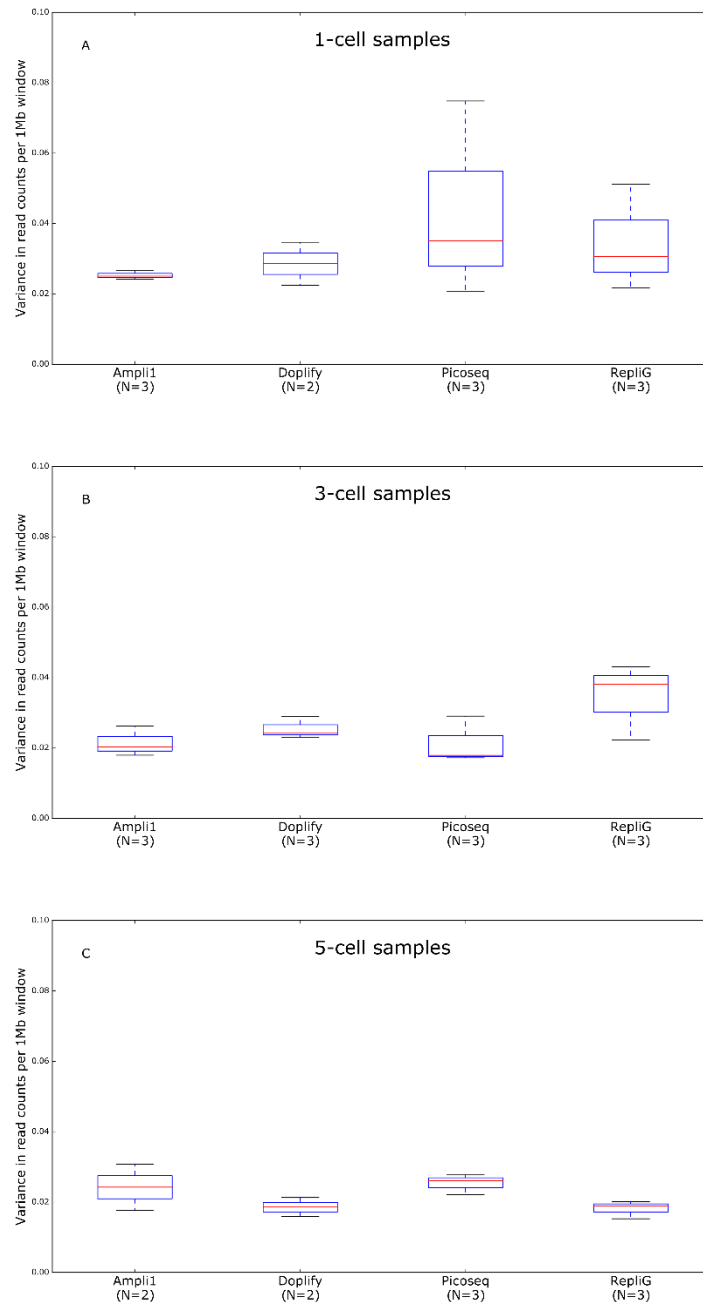 A
1-cell samples
Variance in read counts per 1Mb window
0.10
0.08
0.06
0.04
0.02
0.00
Ampli1 Doplify Picoseq RepliG
(N=3) (N=2) (N=3) (N=3)
B
3-cell samples
Variance in read counts per 1Mb window
0.10
0.08
0.06
0.04
0.02
0.00
Ampli1 Doplify Picoseq RepliG
(N=3) (N=3) (N=3) (N=3)
C
5-cell samples
Variance in read counts per 1Mb window
0.10
0.08
0.06
0.04
0.02
0.00
Ampli1 Doplify Picoseq RepliG
(N=2) (N=2) (N=3) (N=3)